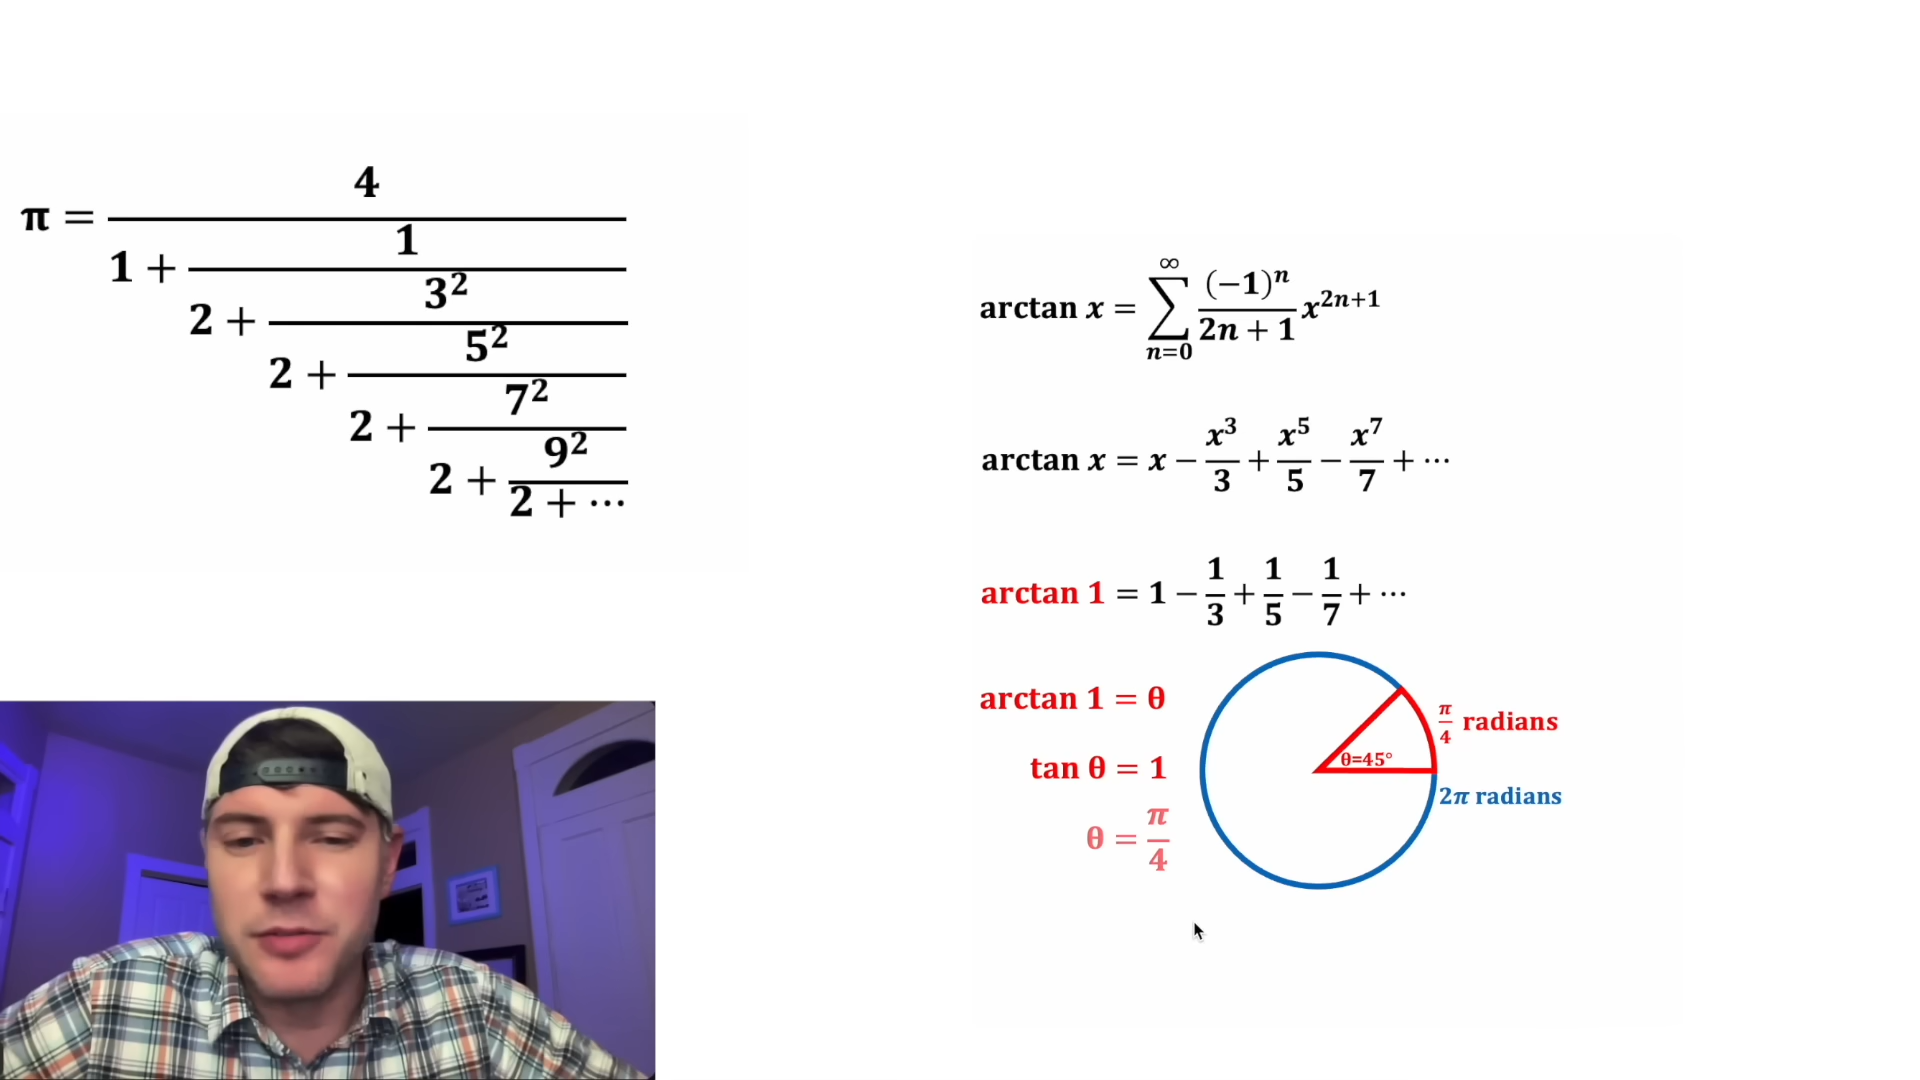 π = 4
1 + 1
2 + 3²
2 + 5²
2 + 7²
2 + 9²
2 + ⋯
arctan x = ∑_{n=0}^{∞} (−1)ⁿ / (2n + 1) x²ⁿ⁺¹
arctan x = x − x³/3 + x⁵/5 − x⁷/7 + ⋯
arctan 1 = 1 − 1/3 + 1/5 − 1/7 + ⋯
arctan 1 = θ
π/4 radians
tan θ = 1
θ=45°
2π radians
θ = π/4